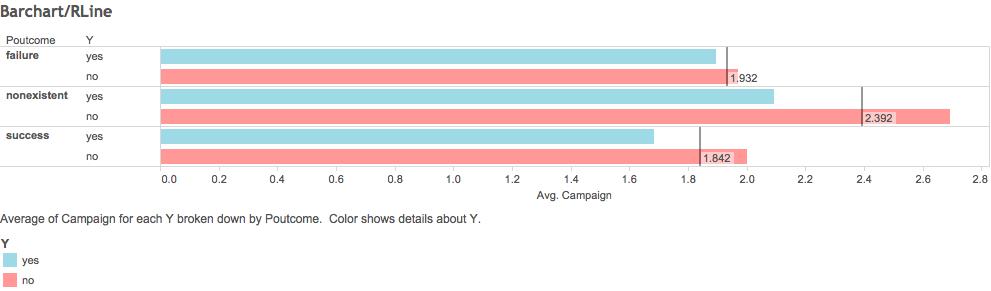 Barchart/RLine
Poutcome Y
failure yes
no 1.932
nonexistent yes
no 2.392
success yes
no 1.842
0.0 0.2 0.4 0.6 0.8 1.0 1.2 1.4 1.6 1.8 2.0 2.2 2.4 2.6 2.8
Avg. Campaign
Average of Campaign for each Y broken down by Poutcome. Color shows details about Y.
Y
yes
no